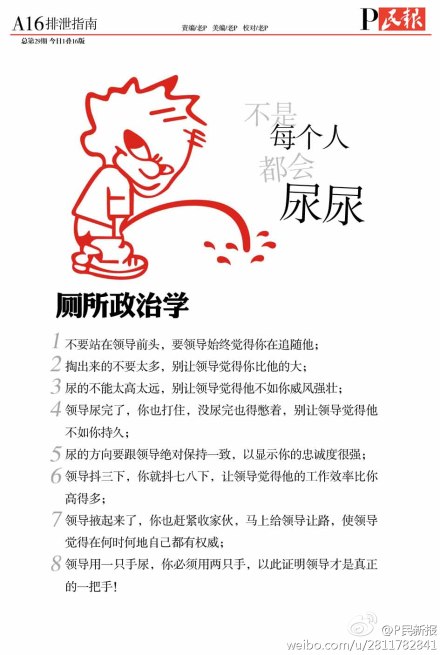 A16排泄指南
责编/老P 美编/老P 校对/老P
P民报
总第29期 今日1叠16版
不是
每个人
都会
尿尿
厕所政治学
1 不要站在领导前头，要领导始终觉得你在追随他；
2 掏出来的不要太多，别让领导觉得你比他的大；
3 尿的不能太高太远，别让领导觉得他不如你威风强壮；
4 领导尿完了，你也打住，没尿完也得憋着，别让领导觉得他
不如你持久；
5 尿的方向要跟领导绝对保持一致，以显示你的忠诚度很强；
6 领导抖三下，你就抖七八下，让领导觉得他的工作效率比你
高得多；
7 领导掖起来了，你也赶紧收家伙，马上给领导让路，使领导
觉得在何时何地自己都有权威；
8 领导用一只手尿，你必须用两只手，以此证明领导才是真正
的一把手！
@P民新报
weibo.com/u/2811782841